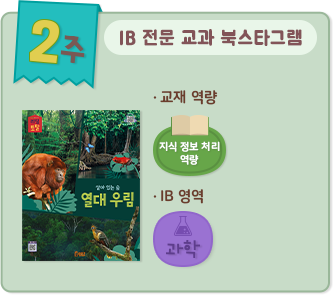 2주
IB 전문 교과 북스타그램
· 교재 역량
지식 정보 처리
역량
살아 있는 숲
열대 우림
· IB 영역
과학